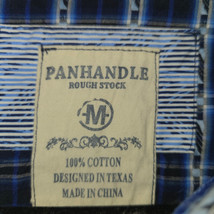 PANHANDLE
ROUGH STOCK
-M-
100% COTTON
DESIGNED IN TEXAS
MADE IN CHINA